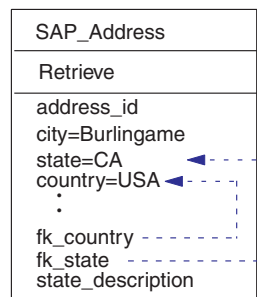 SAP_Address
Retrieve
address_id
city=Burlingame
state=CA
country=USA
fk_country
fk_state
state_description